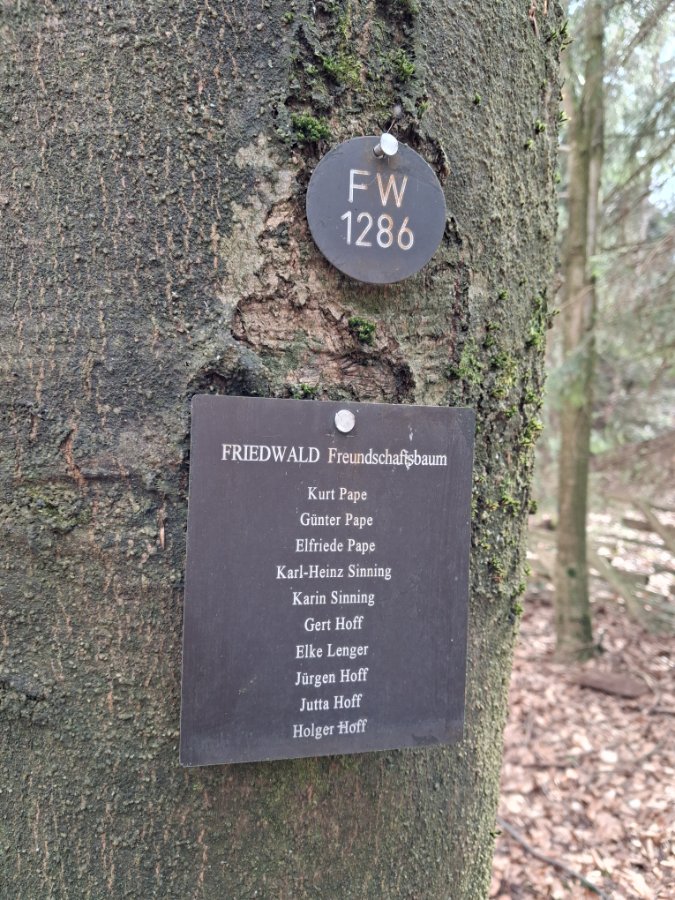 FW
1286
FRIEDWALD Freundschaftsbaum
Kurt Pape
Günter Pape
Elfriede Pape
Karl-Heinz Sinning
Karin Sinning
Gert Hoff
Elke Lenger
Jürgen Hoff
Jutta Hoff
Holger Hoff